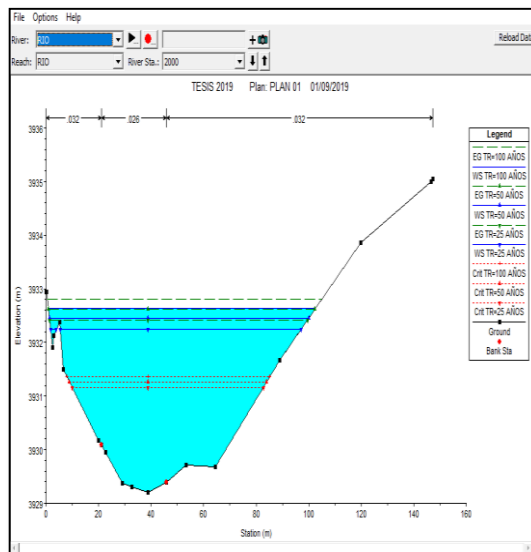 File Options Help
River: RIO Reload Dat
Reach: RIO River Sta.: 2000
TESIS 2019 Plan: PLAN 01 01/09/2019
.032 .026 .032
Elevation (m)
3936
3935
3934
3933
3932
3931
3930
3929
0 20 40 60 80 100 120 140 160
Station (m)
Legend
EG TR=100 AÑOS
WS TR=100 AÑOS
EG TR=50 AÑOS
WS TR=50 AÑOS
EG TR=25 AÑOS
WS TR=25 AÑOS
Crit TR=100 AÑOS
Crit TR=50 AÑOS
Crit TR=25 AÑOS
Ground
Bank Sta